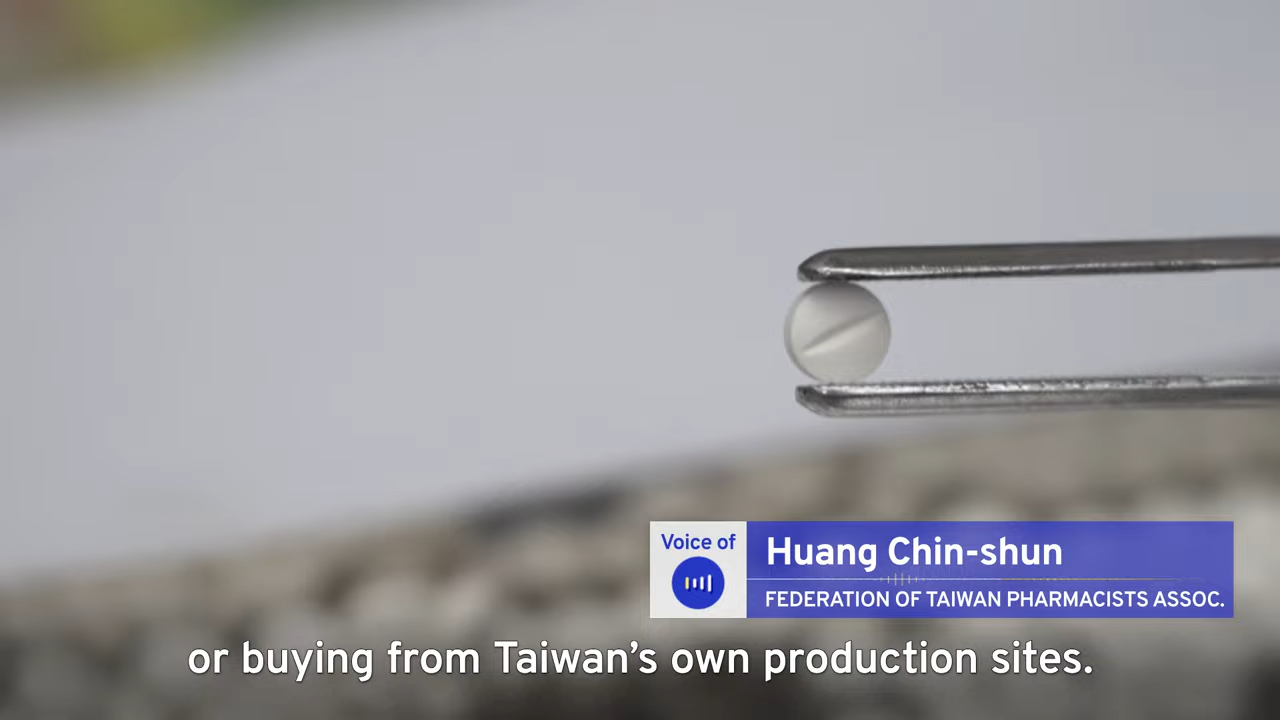 Voice of
Huang Chin-shun
FEDERATION OF TAIWAN PHARMACISTS ASSOC.
or buying from Taiwan’s own production sites.